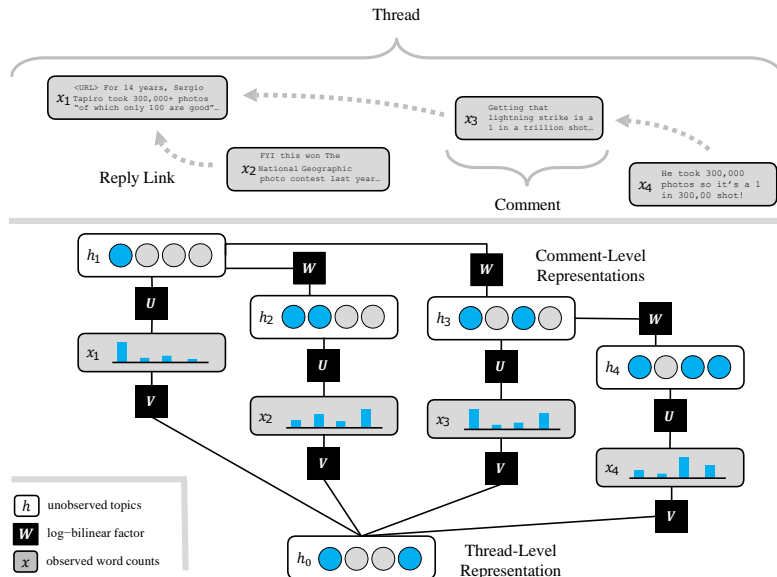 Thread
x1 <URL> For 14 years, Sergio
Tapiro took 300,000+ photos
“of which only 100 are good”…
x3 Getting that
lightning strike is a
1 in a trillion shot…
x2 FYI this won The
National Geographic
photo contest last year…
Reply Link
x4 He took 300,000
photos so it's a 1
in 300,00 shot!
Comment
h1
W
W
Comment-Level
Representations
U
h2
h3
W
x1
h4
V
U
U
x2
x3
U
V
V
x4
V
h unobserved topics
W log-bilinear factor
x observed word counts
h0
Thread-Level
Representation